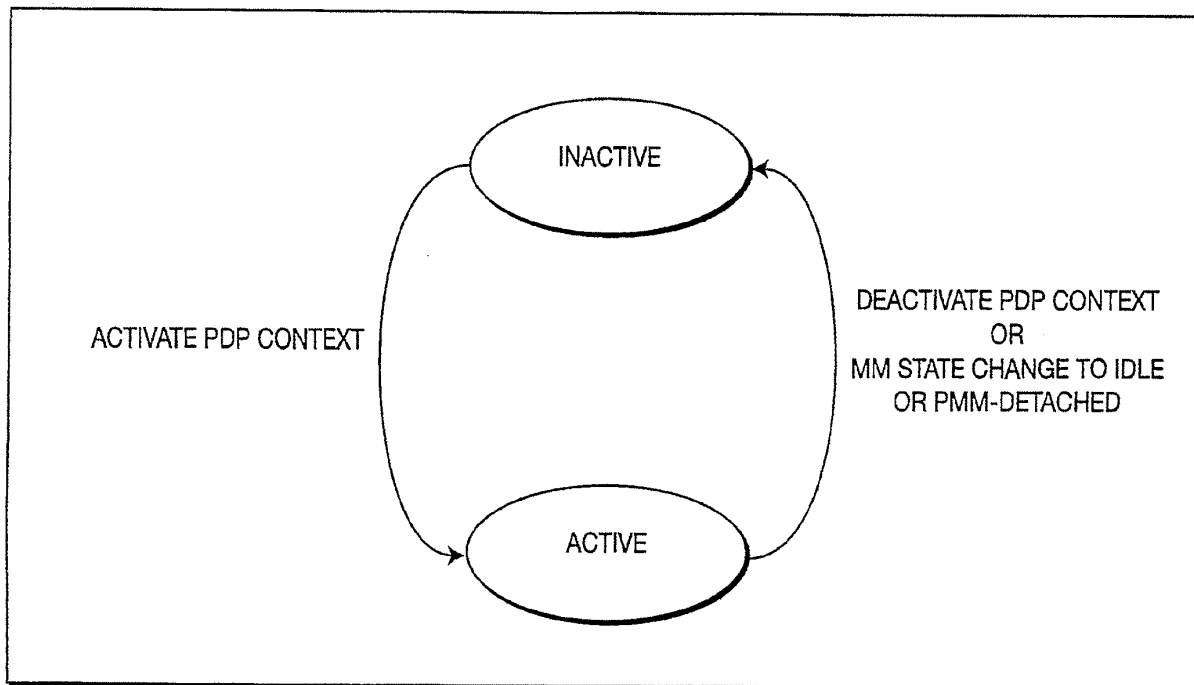 INACTIVE
ACTIVATE PDP CONTEXT
DEACTIVATE PDP CONTEXT
OR
MM STATE CHANGE TO IDLE
OR PMM-DETACHED
ACTIVE